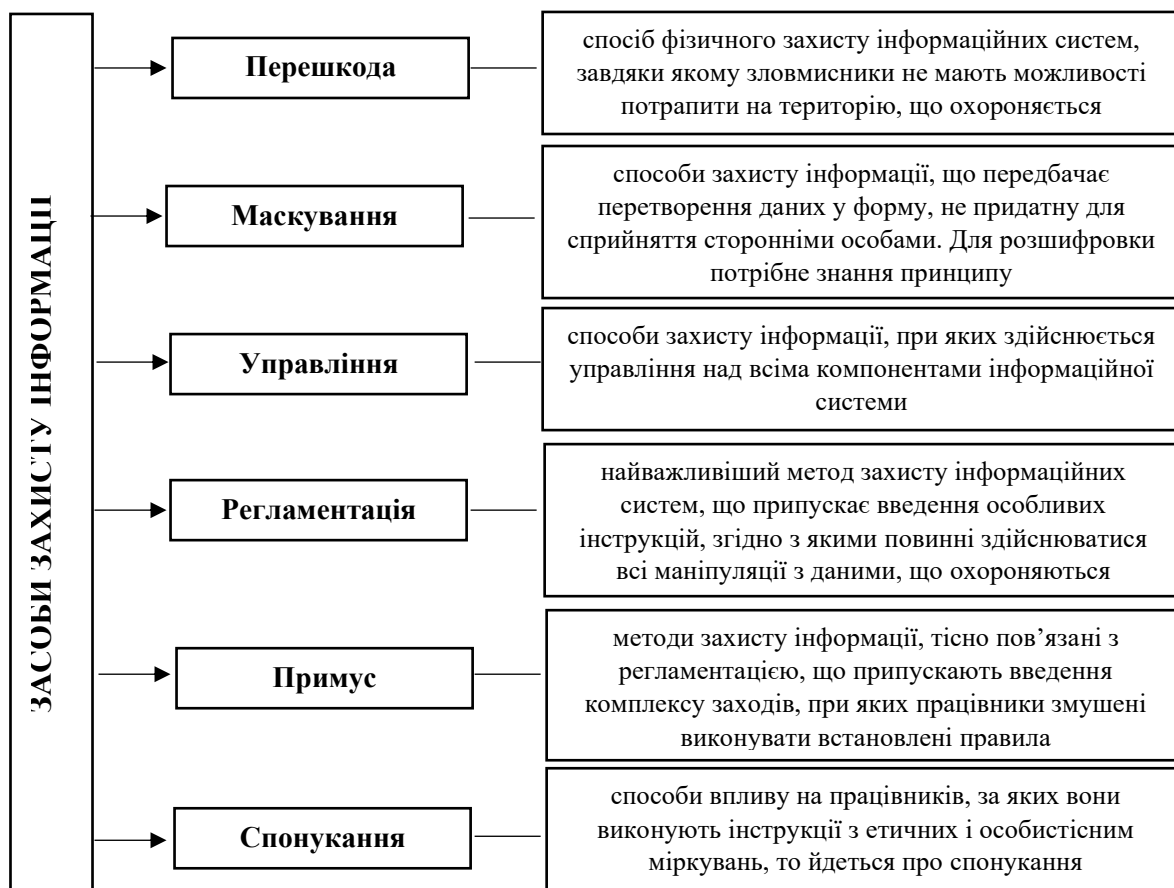 ЗАСОБИ ЗАХИСТУ ІНФОРМАЦІЇ
Перешкода
спосіб фізичного захисту інформаційних систем,
завдяки якому зловмисники не мають можливості
потрапити на територію, що охороняється
Маскування
способи захисту інформації, що передбачає
перетворення даних у форму, не придатну для
сприйняття сторонніми особами. Для розшифровки
потрібне знання принципу
Управління
способи захисту інформації, при яких здійснюється
управління над всіма компонентами інформаційної
системи
Регламентація
найважливіший метод захисту інформаційних
систем, що припускає введення особливих
інструкцій, згідно з якими повинні здійснюватися
всі маніпуляції з даними, що охороняються
Примус
методи захисту інформації, тісно пов’язані з
регламентацією, що припускають введення
комплексу заходів, при яких працівники змушені
виконувати встановлені правила
Спонукання
способи впливу на працівників, за яких вони
виконують інструкції з етичних і особистісним
міркувань, то йдеться про спонукання